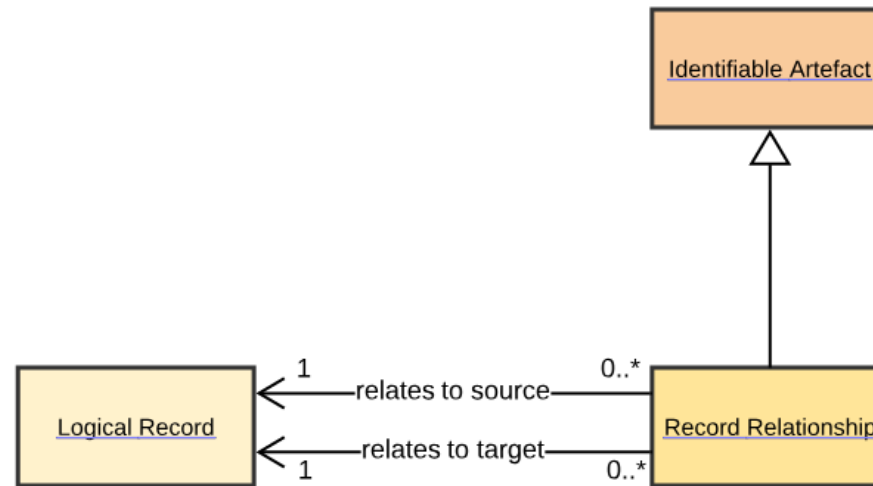 Identifiable Artefact
1
0..*
relates to source
Logical Record
Record Relationship
relates to target
1
0..*